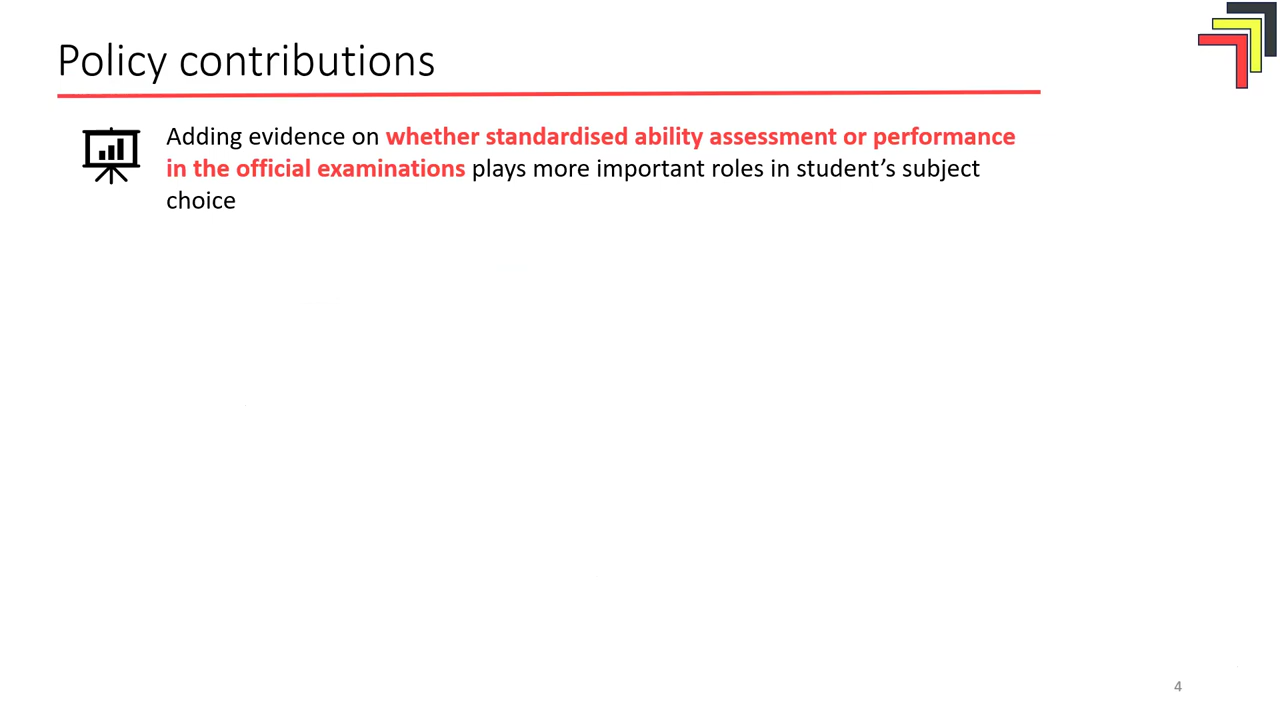 Policy contributions
Adding evidence on whether standardised ability assessment or performance
in the official examinations plays more important roles in student’s subject
choice
4